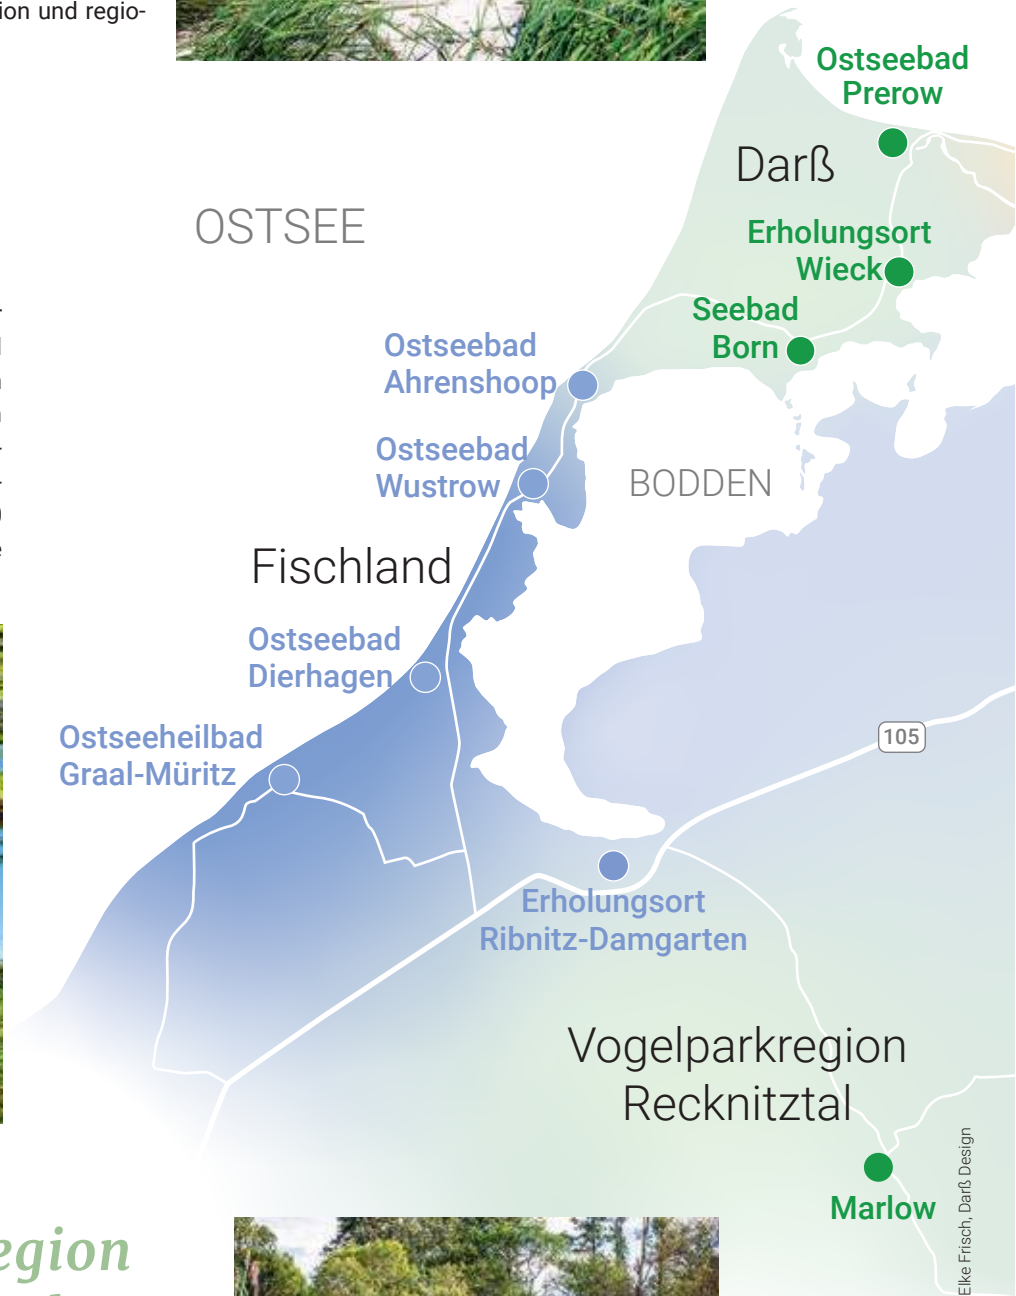 ion und regio-
Ostseebad
Prerow
Darß
OSTSEE
Erholungsort
Wieck
Seebad
Born
Ostseebad
Ahrenshoop
Ostseebad
Wustrow
BODDEN
Fischland
Ostseebad
Dierhagen
Ostseeheilbad
Graal-Müritz
105
Erholungsort
Ribnitz-Damgarten
Vogelparkregion
Recknitztal
Marlow
Elke Frisch, Darß Design
egion